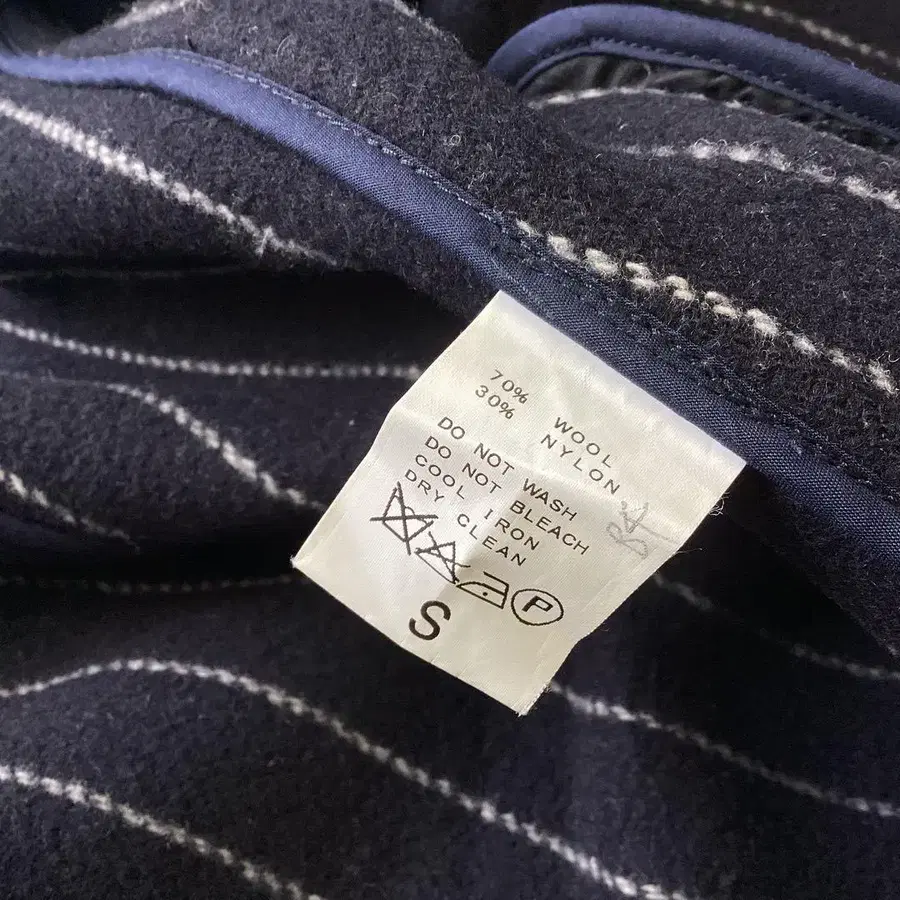 70% WOOL
30% NYLON
DO NOT WASH
DO NOT BLEACH
COOL IRON
DRY CLEAN
P
S